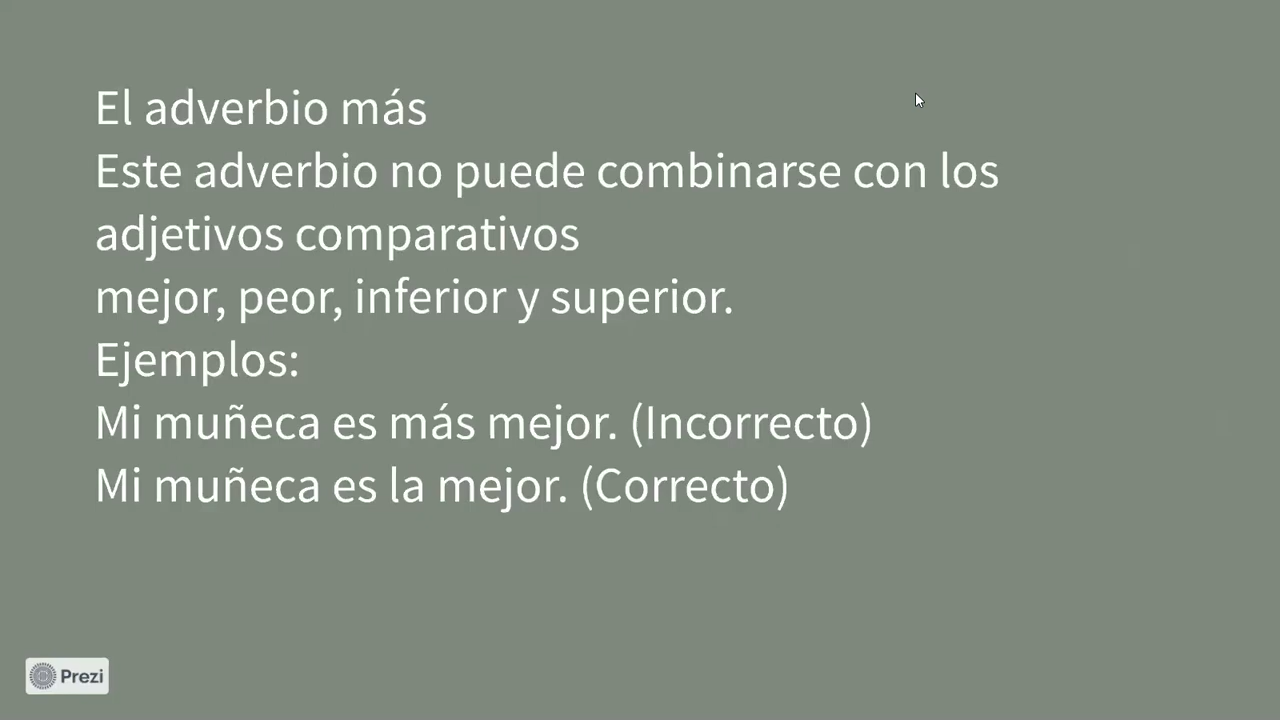 El adverbio más
Este adverbio no puede combinarse con los
adjetivos comparativos
mejor, peor, inferior y superior.
Ejemplos:
Mi muñeca es más mejor. (Incorrecto)
Mi muñeca es la mejor. (Correcto)
Prezi